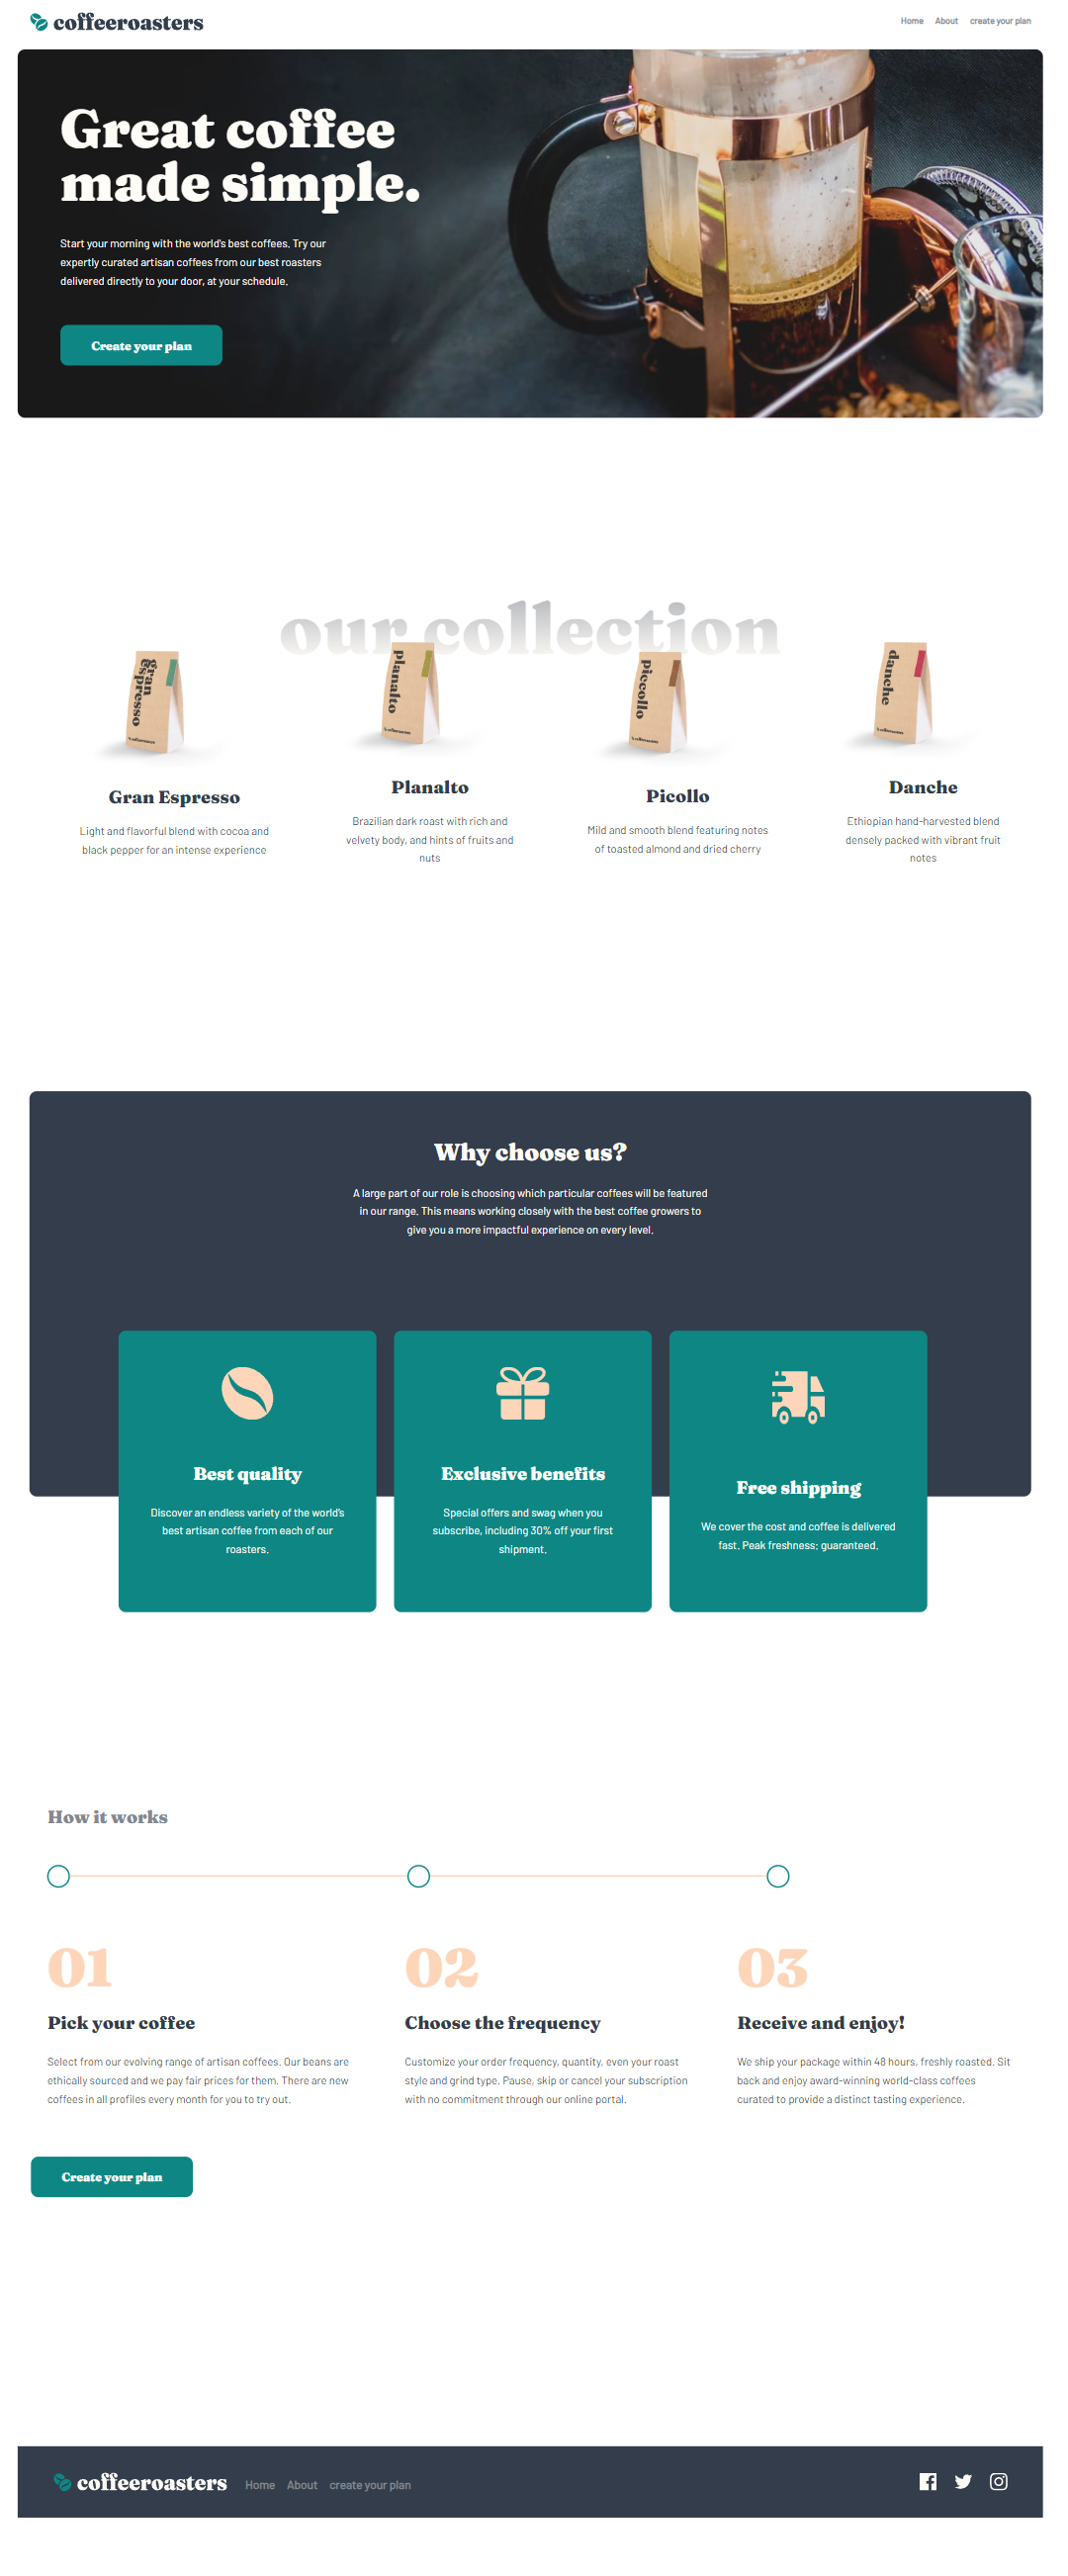 coffeeroasters
Home About create your plan
Great coffee
made simple.
Start your morning with the world's best coffees. Try our
expertly curated artisan coffees from our best roasters
delivered directly to your door, at your schedule.
Create your plan
our collection
gran
espresso
coffeeroasters
planalto
coffeeroasters
piccollo
coffeeroasters
danche
coffeeroasters
Gran Espresso
Light and flavorful blend with cocoa and
black pepper for an intense experience
Planalto
Brazilian dark roast with rich and
velvety body, and hints of fruits and
nuts
Picollo
Mild and smooth blend featuring notes
of toasted almond and dried cherry
Danche
Ethiopian hand-harvested blend
densely packed with vibrant fruit
notes
Why choose us?
A large part of our role is choosing which particular coffees will be featured
in our range. This means working closely with the best coffee growers to
give you a more impactful experience on every level.
Best quality
Discover an endless variety of the world's
best artisan coffee from each of our
roasters.
Exclusive benefits
Special offers and swag when you
subscribe, including 30% off your first
shipment.
Free shipping
We cover the cost and coffee is delivered
fast. Peak freshness: guaranteed.
How it works
01
Pick your coffee
Select from our evolving range of artisan coffees. Our beans are
ethically sourced and we pay fair prices for them. There are new
coffees in all profiles every month for you to try out.
02
Choose the frequency
Customize your order frequency, quantity, even your roast
style and grind type. Pause, skip or cancel your subscription
with no commitment through our online portal.
03
Receive and enjoy!
We ship your package within 48 hours, freshly roasted. Sit
back and enjoy award-winning world-class coffees
curated to provide a distinct tasting experience.
Create your plan
coffeeroasters Home About create your plan